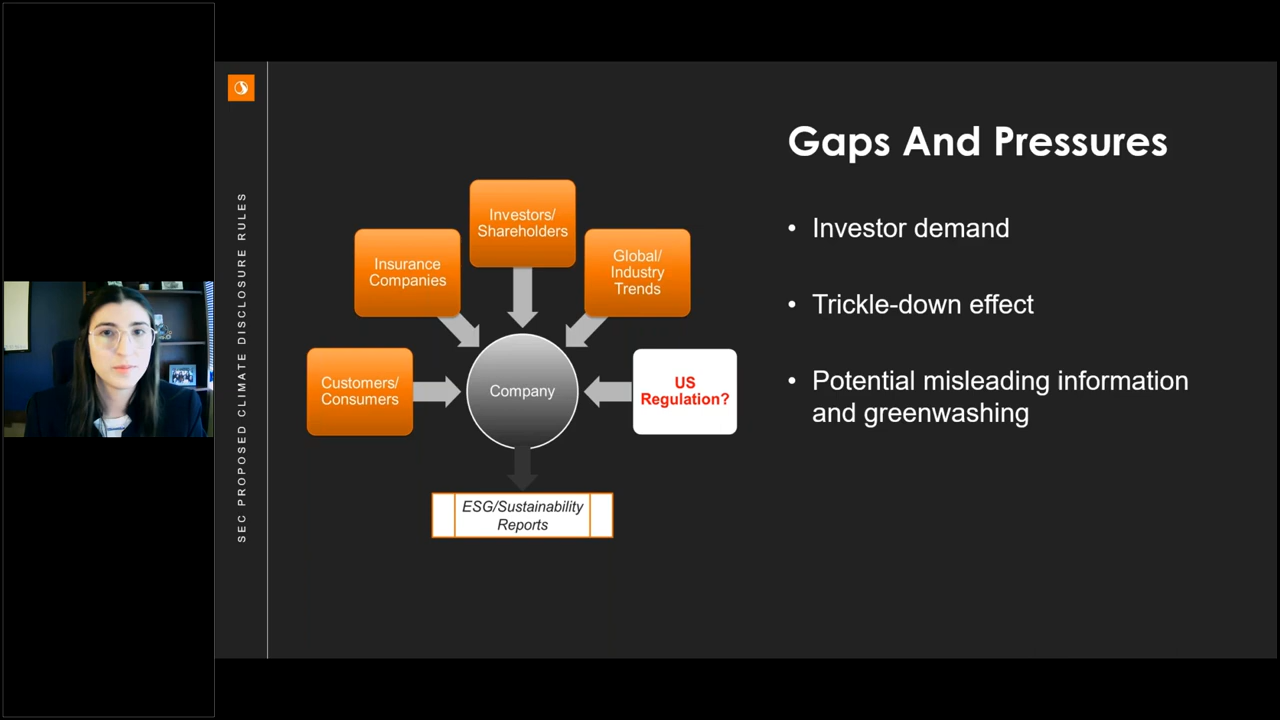 SEC PROPOSED CLIMATE DISCLOSURE RULES
Gaps And Pressures
Investors/
Shareholders
Insurance
Companies
Global/
Industry
Trends
Customers/
Consumers
Company
US
Regulation?
ESG/Sustainability
Reports
• Investor demand
• Trickle-down effect
• Potential misleading information
and greenwashing